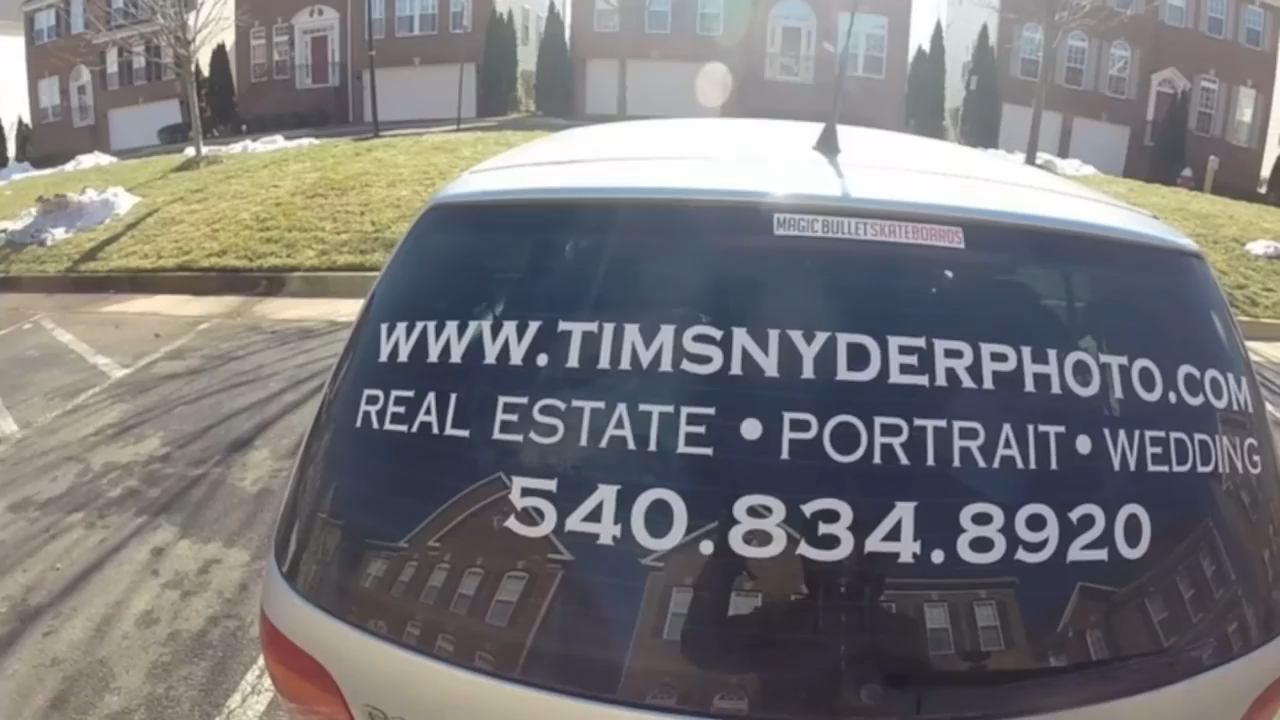 MAGIC BULLET SKATEBOARDS
WWW.TIMSNYDERPHOTO.COM
REAL ESTATE • PORTRAIT • WEDDING
540.834.8920